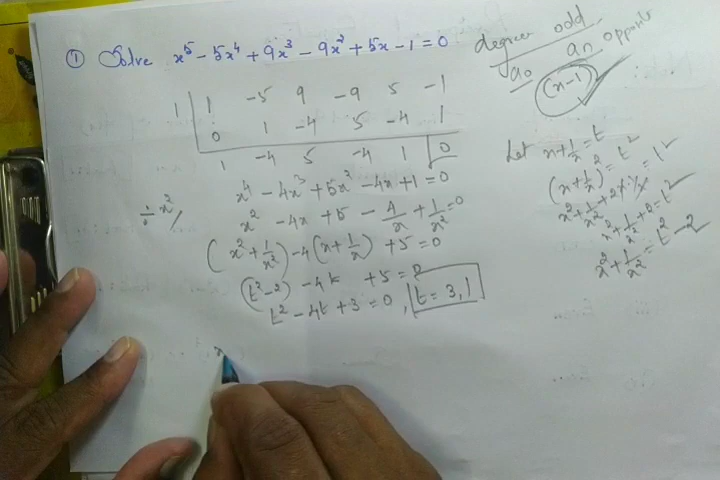 ① Solve x⁵ - 5x⁴ + 9x³ - 9x² + 5x - 1 = 0
degree odd
a₀ an opposite
(x-1)
1 | 1 -5 9 -9 5 -1
0 1 -4 5 -4 1
1 -4 5 -4 1 | 0
x⁴ - 4x³ + 5x² - 4x + 1 = 0
÷ x² / x² - 4x + 5 - 4/x + 1/x² = 0
(x² + 1/x²) - 4(x + 1/x) + 5 = 0
(t² - 2) - 4t + 5 = 0
t² - 4t + 3 = 0, t = 3, 1
Let x + 1/x = t
(x + 1/x)² = t²
x² + 1/x² + 2x·1/x = t²
x² + 1/x² + 2 = t²
x² + 1/x² = t² - 2